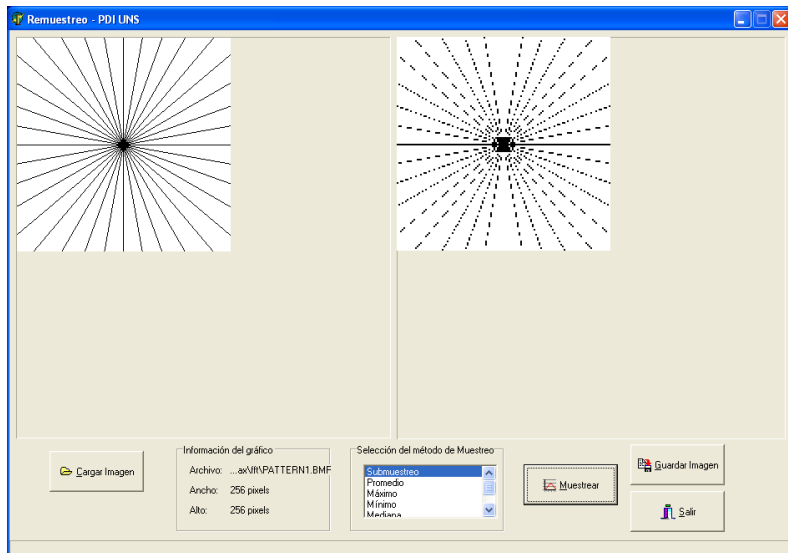 Remuestreo - PDI UNS
Cargar Imagen
Información del gráfico
Archivo: ...ax\fft\PATTERN1.BMF
Ancho: 256 pixels
Alto: 256 pixels
Selección del método de Muestreo
Submuestreo
Promedio
Máximo
Mínimo
Mediana
Muestrear
Guardar Imagen
Salir